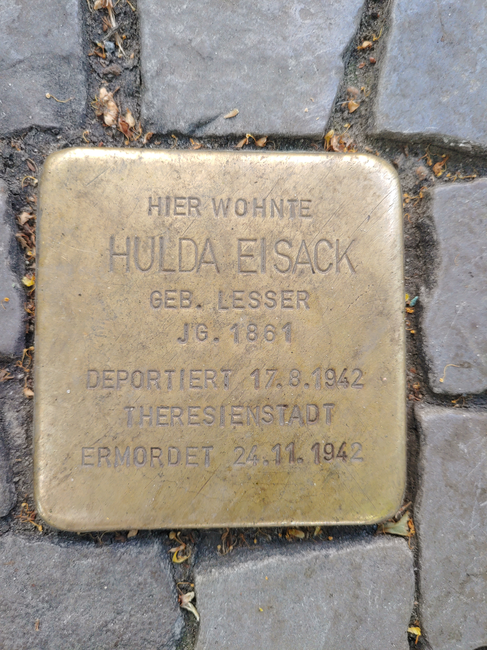 HIER WOHNTE
HULDA EISACK
GEB. LESSER
JG. 1861
DEPORTIERT 17.8.1942
THERESIENSTADT
ERMORDET 24.11.1942